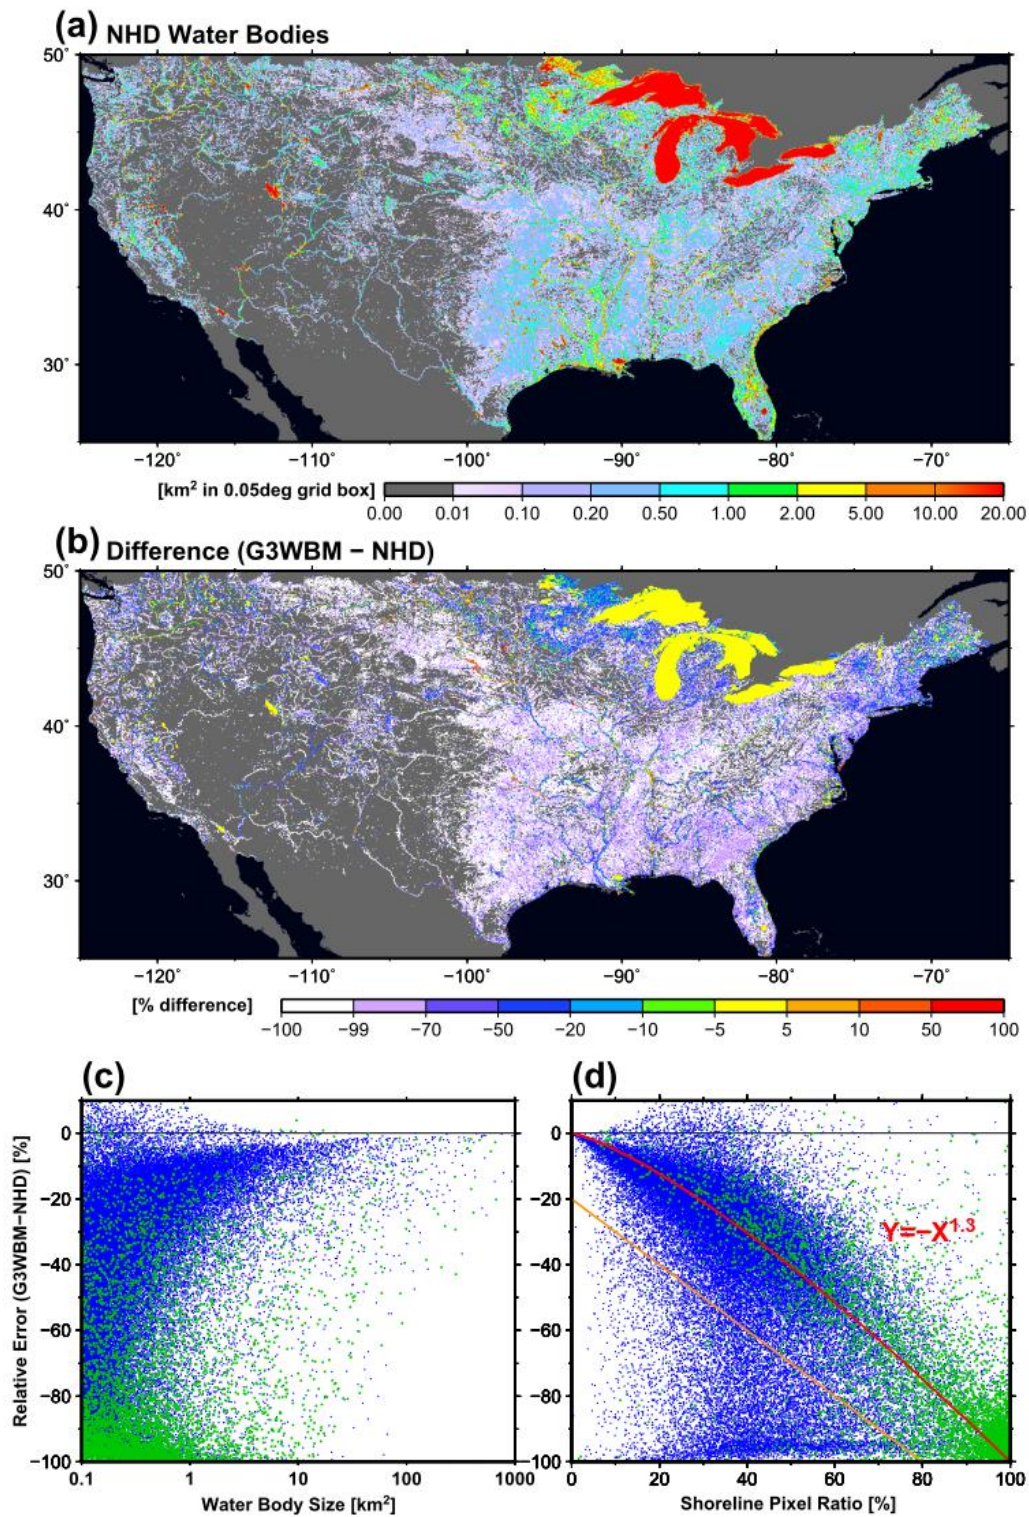 (a) NHD Water Bodies
50˚
40˚
30˚
−120˚ −110˚ −100˚ −90˚ −80˚ −70˚
[km² in 0.05deg grid box]
0.00 0.01 0.10 0.20 0.50 1.00 2.00 5.00 10.00 20.00
(b) Difference (G3WBM − NHD)
50˚
40˚
30˚
−120˚ −110˚ −100˚ −90˚ −80˚ −70˚
[% difference]
−100 −99 −70 −50 −20 −10 −5 5 10 50 100
(c)
Relative Error (G3WBM−NHD) [%]
0
−20
−40
−60
−80
−100
0.1 1 10 100 1000
Water Body Size [km²]
(d)
Y=−X^1.3
0 20 40 60 80 100
Shoreline Pixel Ratio [%]